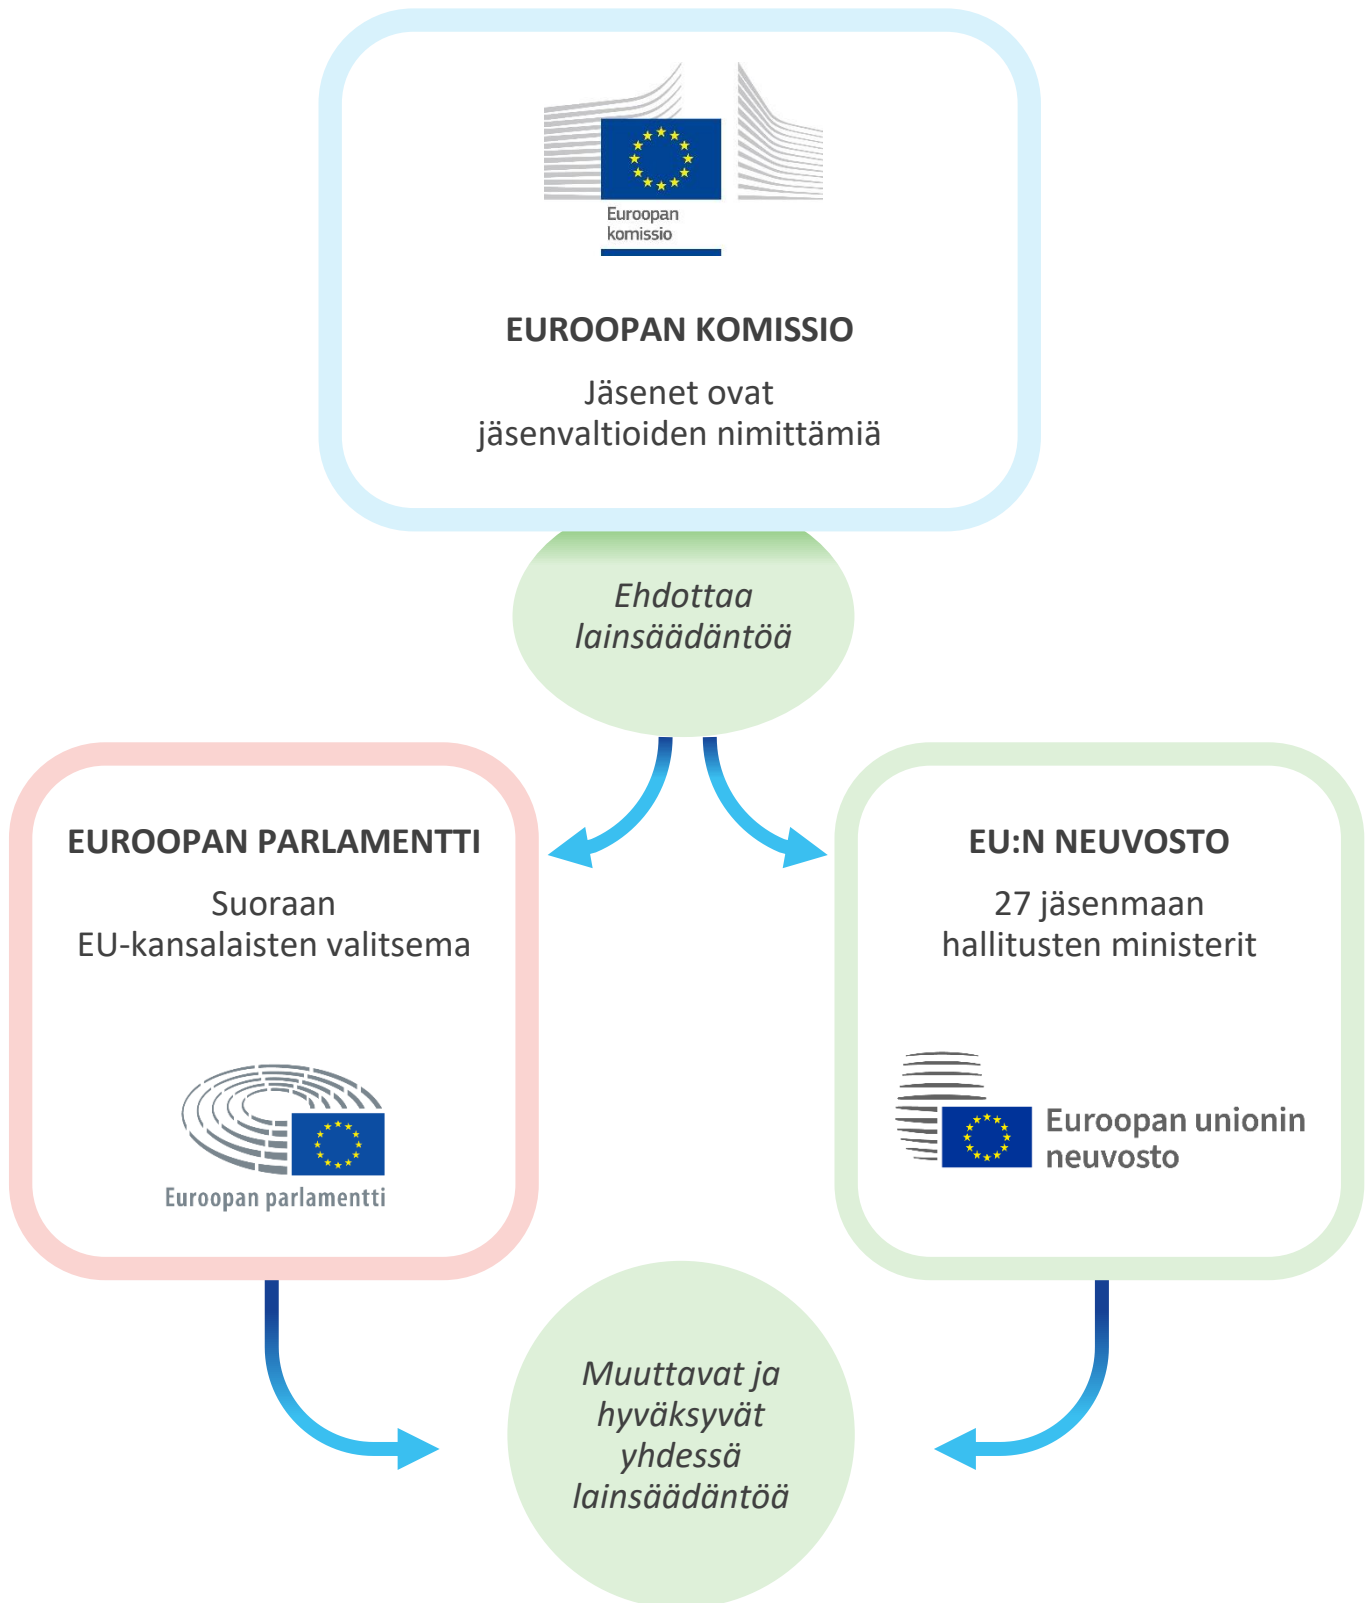 Euroopan
komissio
EUROOPAN KOMISSIO
Jäsenet ovat
jäsenvaltioiden nimittämiä
Ehdottaa
lainsäädäntöä
EUROOPAN PARLAMENTTI
Suoraan
EU-kansalaisten valitsema
Euroopan parlamentti
EU:N NEUVOSTO
27 jäsenmaan
hallitusten ministerit
Euroopan unionin
neuvosto
Muuttavat ja
hyväksyvät
yhdessä
lainsäädäntöä